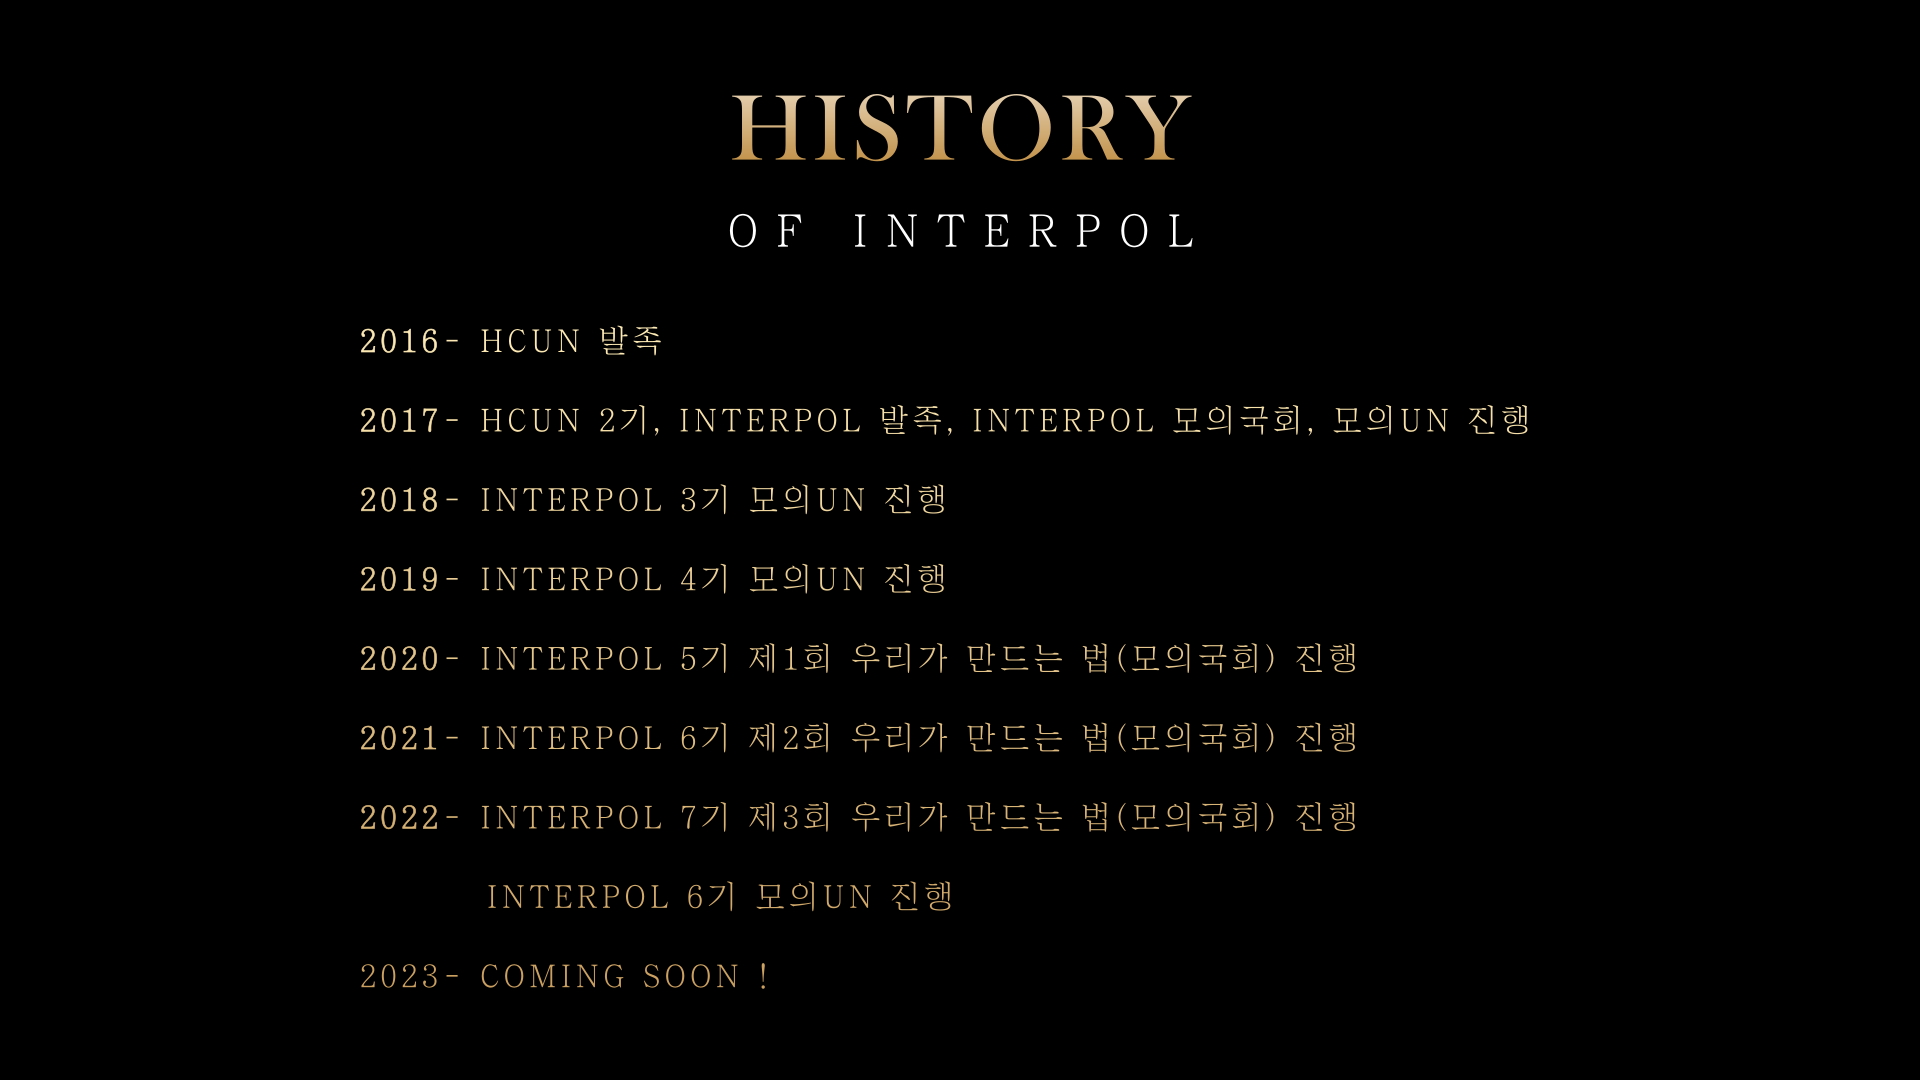 HISTORY
OF INTERPOL
2016- HCUN 발족
2017- HCUN 2기, INTERPOL 발족, INTERPOL 모의국회, 모의UN 진행
2018- INTERPOL 3기 모의UN 진행
2019- INTERPOL 4기 모의UN 진행
2020- INTERPOL 5기 제1회 우리가 만드는 법(모의국회) 진행
2021- INTERPOL 6기 제2회 우리가 만드는 법(모의국회) 진행
2022- INTERPOL 7기 제3회 우리가 만드는 법(모의국회) 진행
INTERPOL 6기 모의UN 진행
2023- COMING SOON !